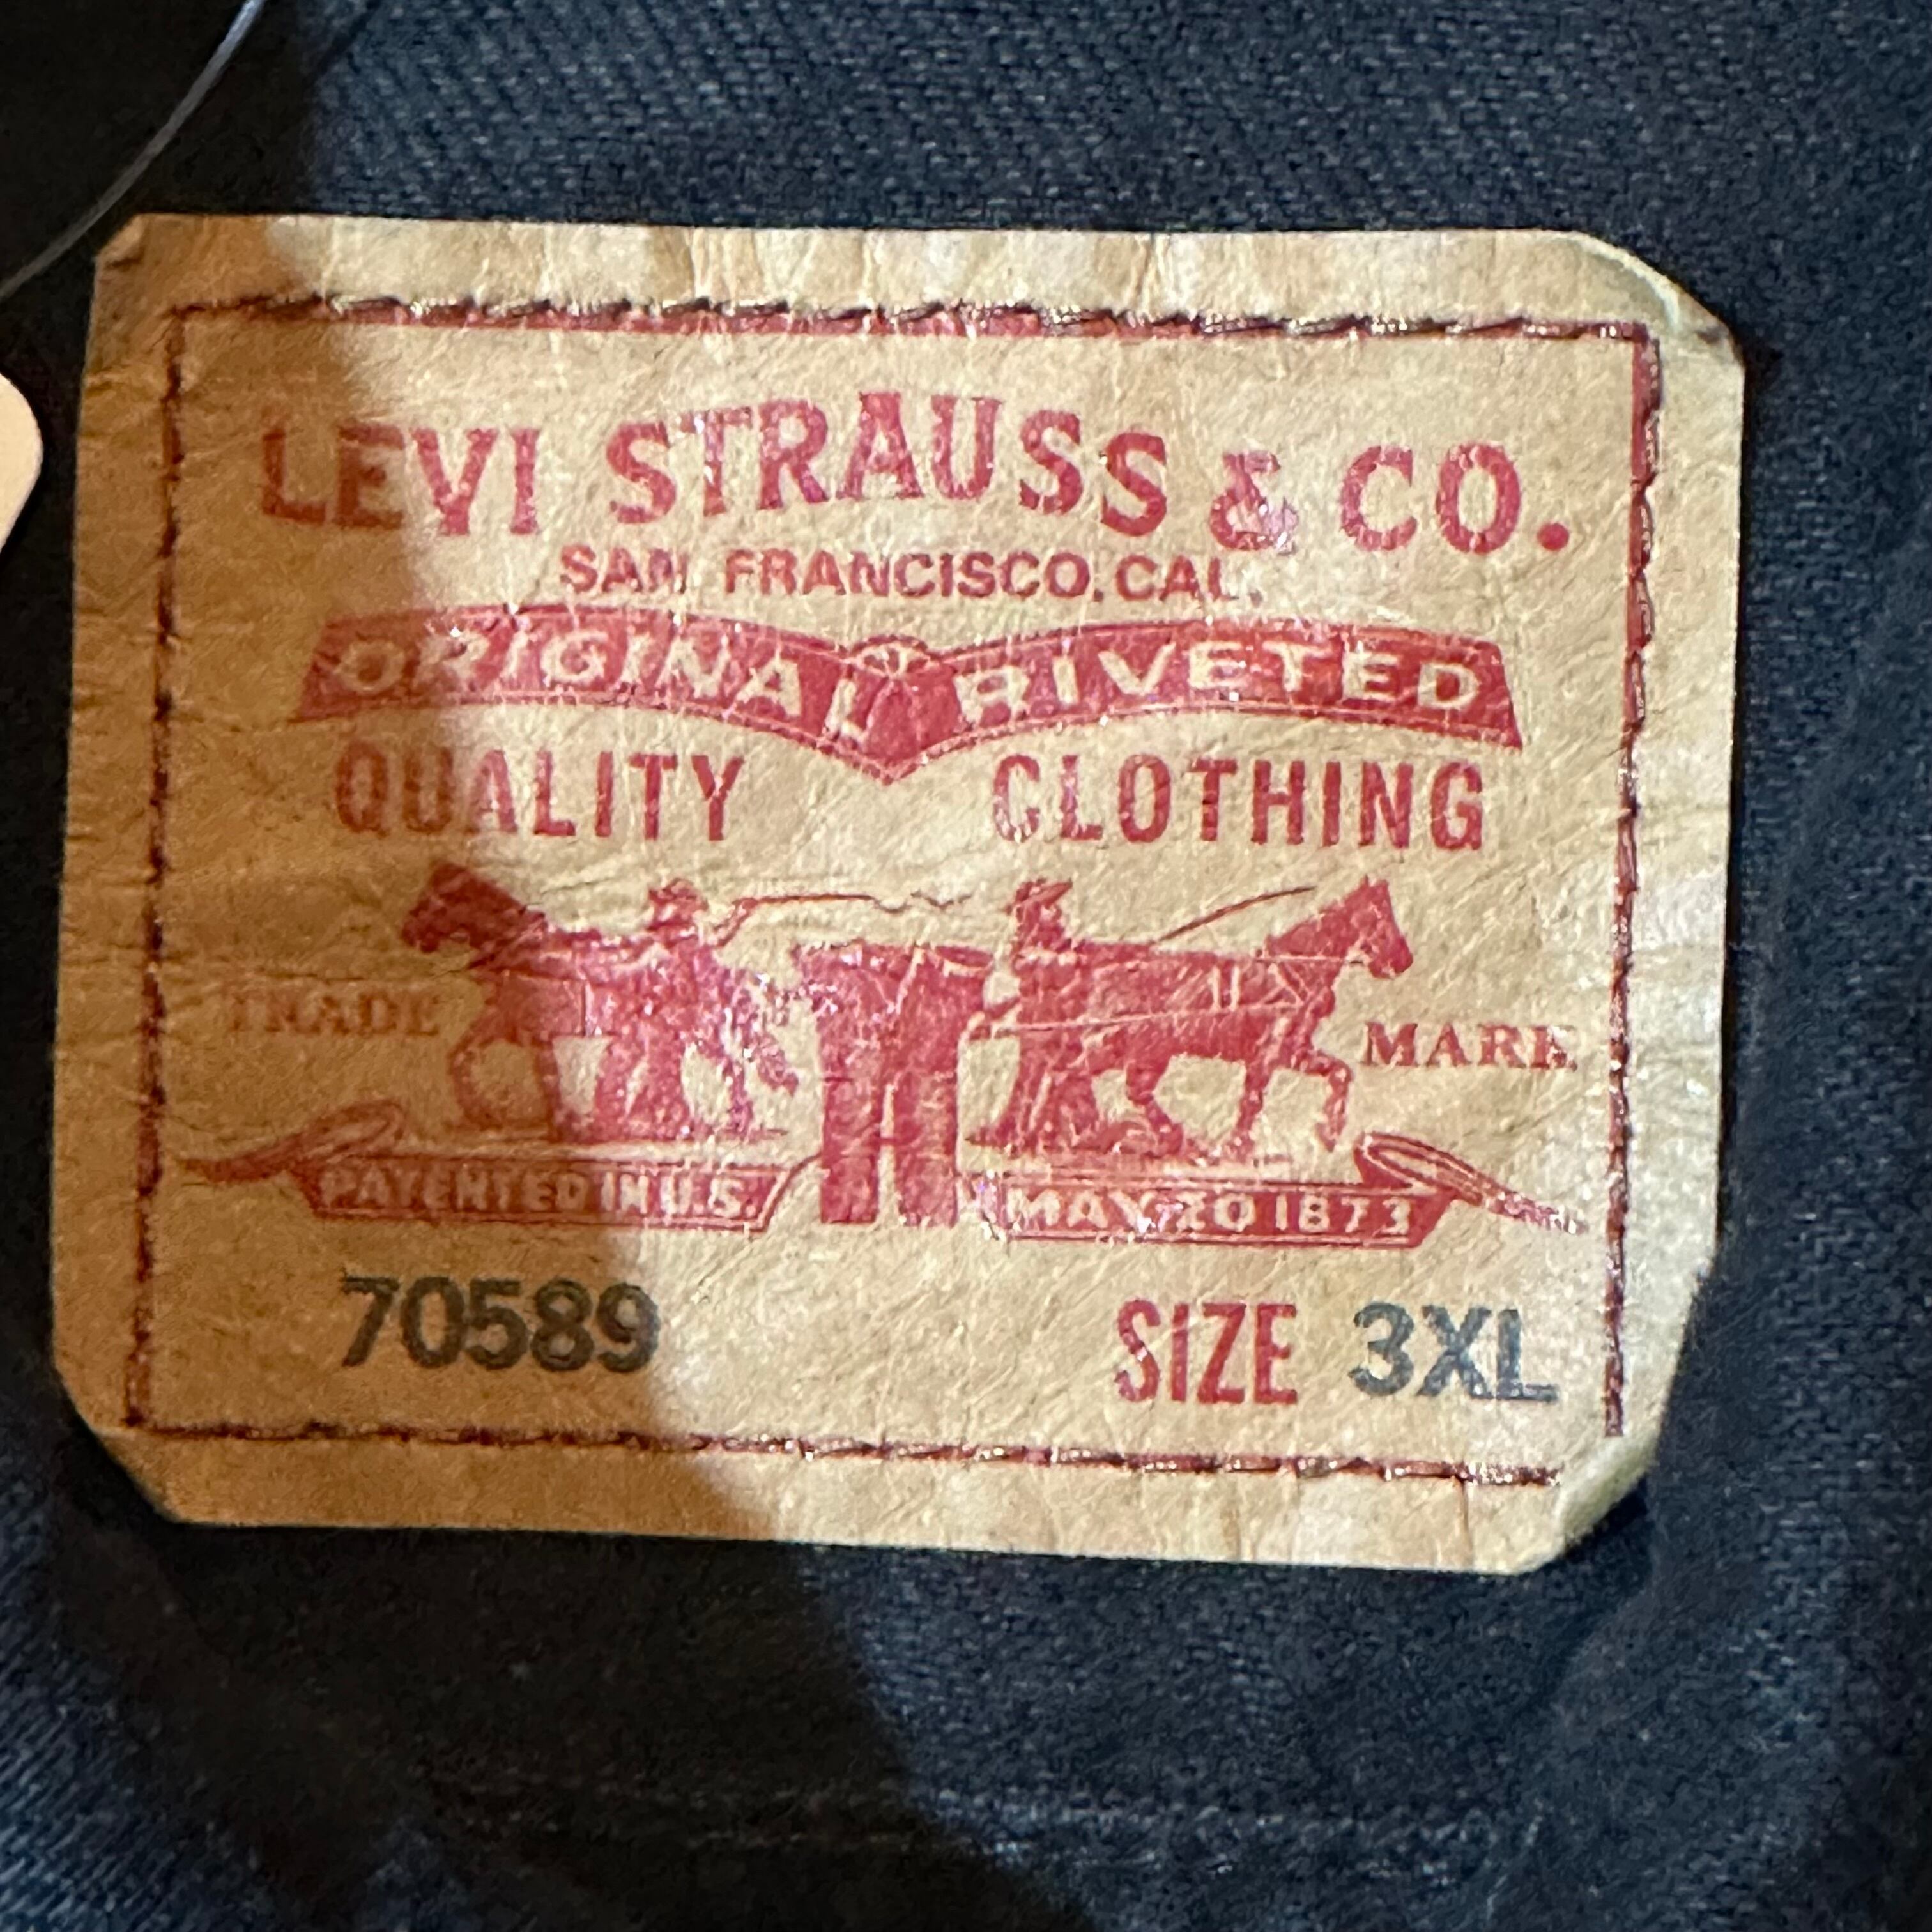 LEVI STRAUSS & CO.
SAN FRANCISCO. CAL.
ORIGINAL RIVETED
QUALITY CLOTHING
TRADE MARK
PATENTED IN U.S. MAY 20 1873
70589 SIZE 3XL